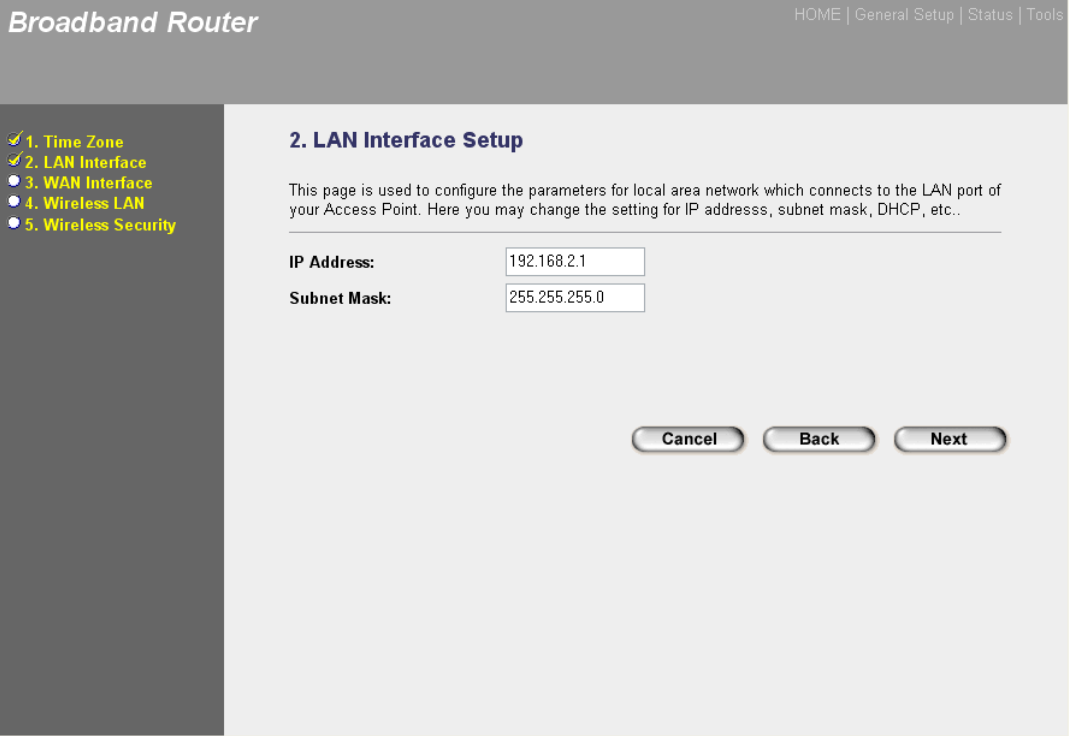 Broadband Router
HOME | General Setup | Status | Tools
1. Time Zone
2. LAN Interface
3. WAN Interface
4. Wireless LAN
5. Wireless Security
2. LAN Interface Setup
This page is used to configure the parameters for local area network which connects to the LAN port of
your Access Point. Here you may change the setting for IP addresss, subnet mask, DHCP, etc..
IP Address: 192.168.2.1
Subnet Mask: 255.255.255.0
Cancel Back Next